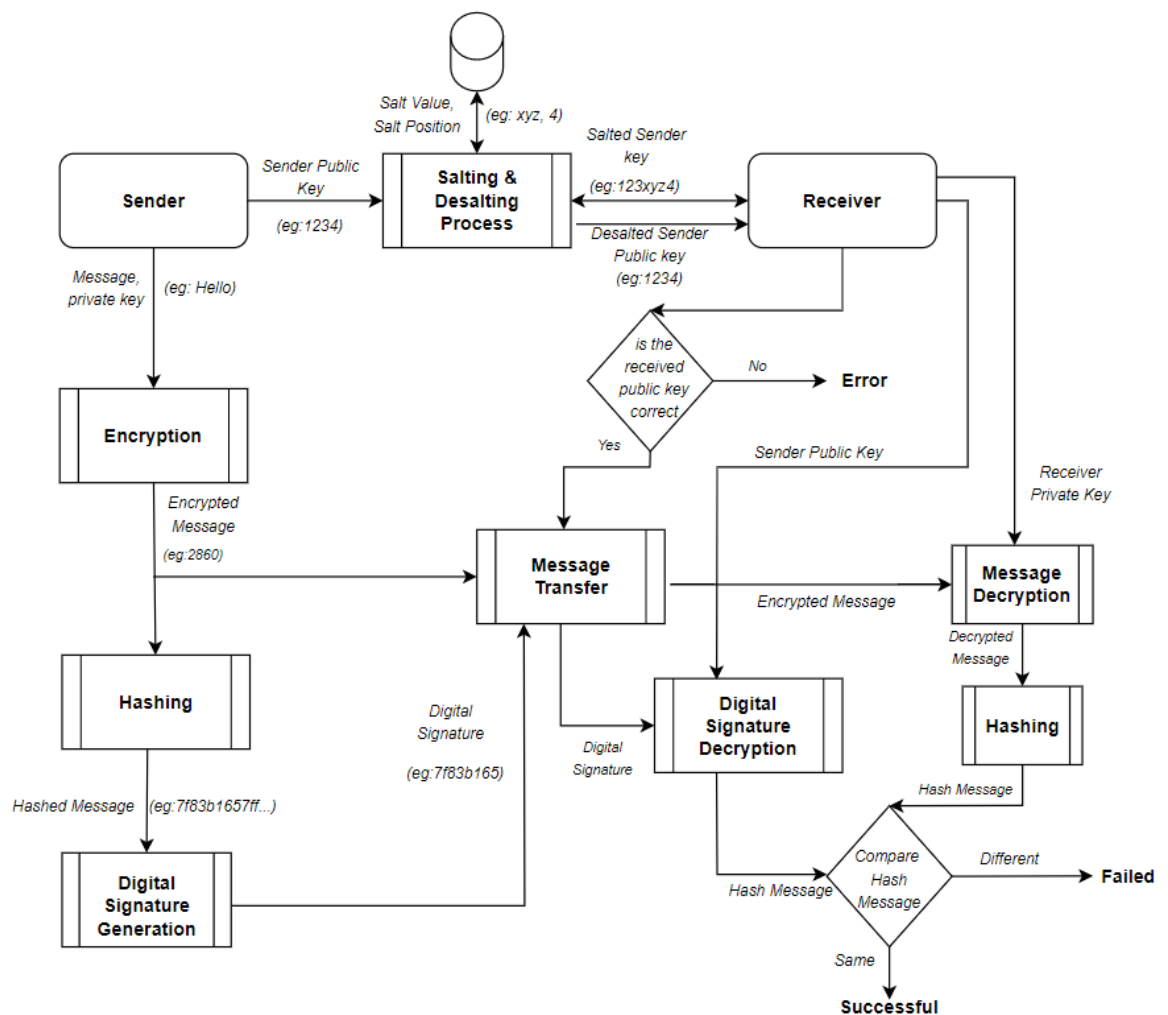 Salt Value,
Salt Position
(eg: xyz, 4)
Sender
Sender Public
Key
(eg:1234)
Salting &
Desalting
Process
Salted Sender
key
(eg:123xyz4)
Desalted Sender
Public key
(eg:1234)
Receiver
Message,
private key
(eg: Hello)
is the
received
public key
correct
No
Error
Yes
Encryption
Sender Public Key
Receiver
Private Key
Encrypted
Message
(eg:2860)
Message
Transfer
Encrypted Message
Message
Decryption
Decrypted
Message
Hashing
Digital
Signature
(eg:7f83b165)
Digital
Signature
Digital
Signature
Decryption
Hashing
Hashed Message
(eg:7f83b1657ff...)
Hash Message
Digital
Signature
Generation
Hash Message
Compare
Hash
Message
Different
Failed
Same
Successful